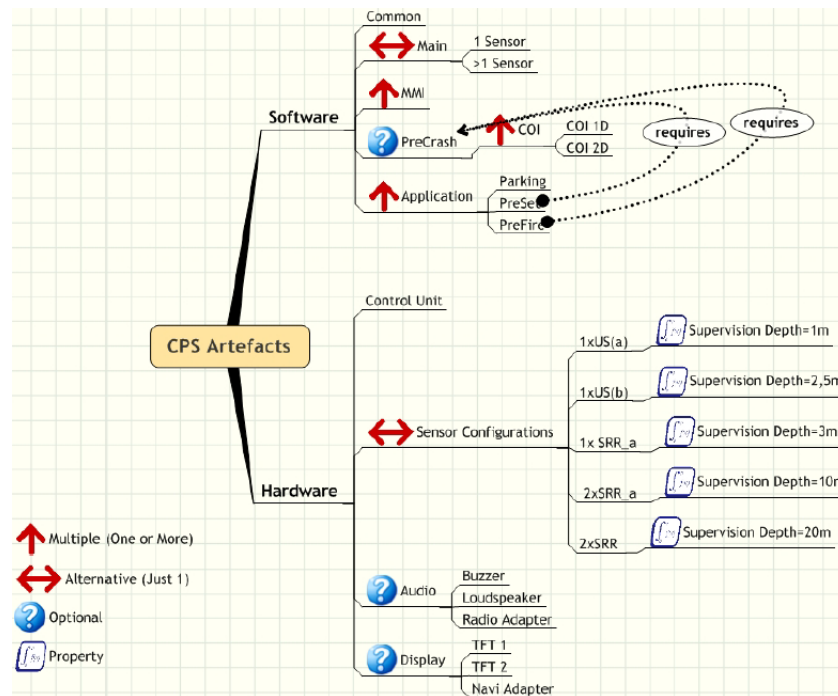 Common
Main
1 Sensor
>1 Sensor
MMI
Software
PreCrash
COI
COI 1D
COI 2D
requires
requires
Application
Parking
PreSet
PreFire
CPS Artefacts
Control Unit
Hardware
Sensor Configurations
1xUS(a)
Supervision Depth=1m
1xUS(b)
Supervision Depth=2,5m
1x SRR_a
Supervision Depth=3m
2xSRR_a
Supervision Depth=10m
2xSRR
Supervision Depth=20m
Audio
Buzzer
Loudspeaker
Radio Adapter
Display
TFT 1
TFT 2
Navi Adapter
Multiple (One or More)
Alternative (Just 1)
Optional
Property